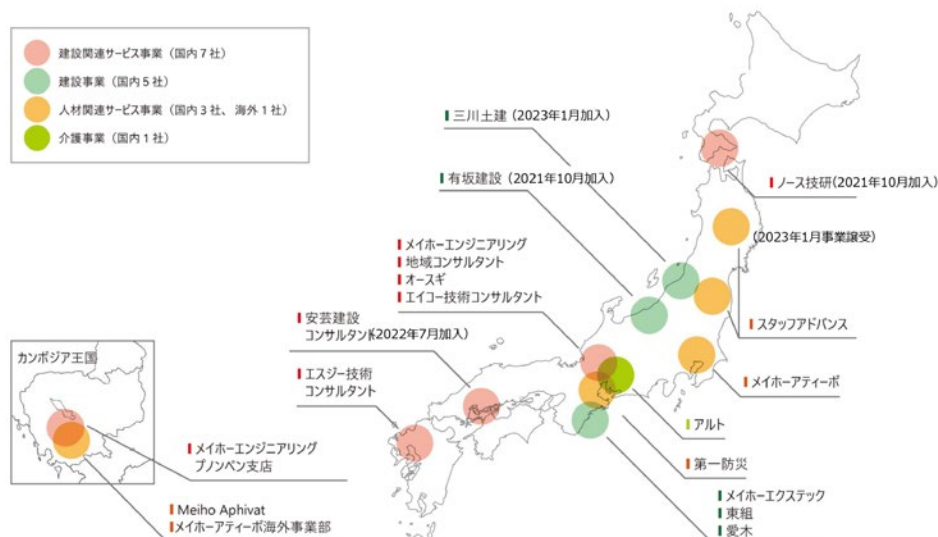 建設関連サービス事業（国内７社）
建設事業（国内５社）
人材関連サービス事業（国内３社、海外１社）
介護事業（国内１社）
三川土建（2023年1月加入）
有坂建設（2021年10月加入）
ノース技研（2021年10月加入）
（2023年1月事業譲受）
メイホーエンジニアリング
地域コンサルタント
オースギ
エイコー技術コンサルタント
安芸建設
コンサルタント（2022年7月加入）
スタッフアドバンス
カンボジア王国
エスジー技術
コンサルタント
メイホーアティーボ
アルト
メイホーエンジニアリング
プノンペン支店
第一防災
Meiho Aphivat
メイホーアティーボ海外事業部
メイホーエクステック
東組
愛木